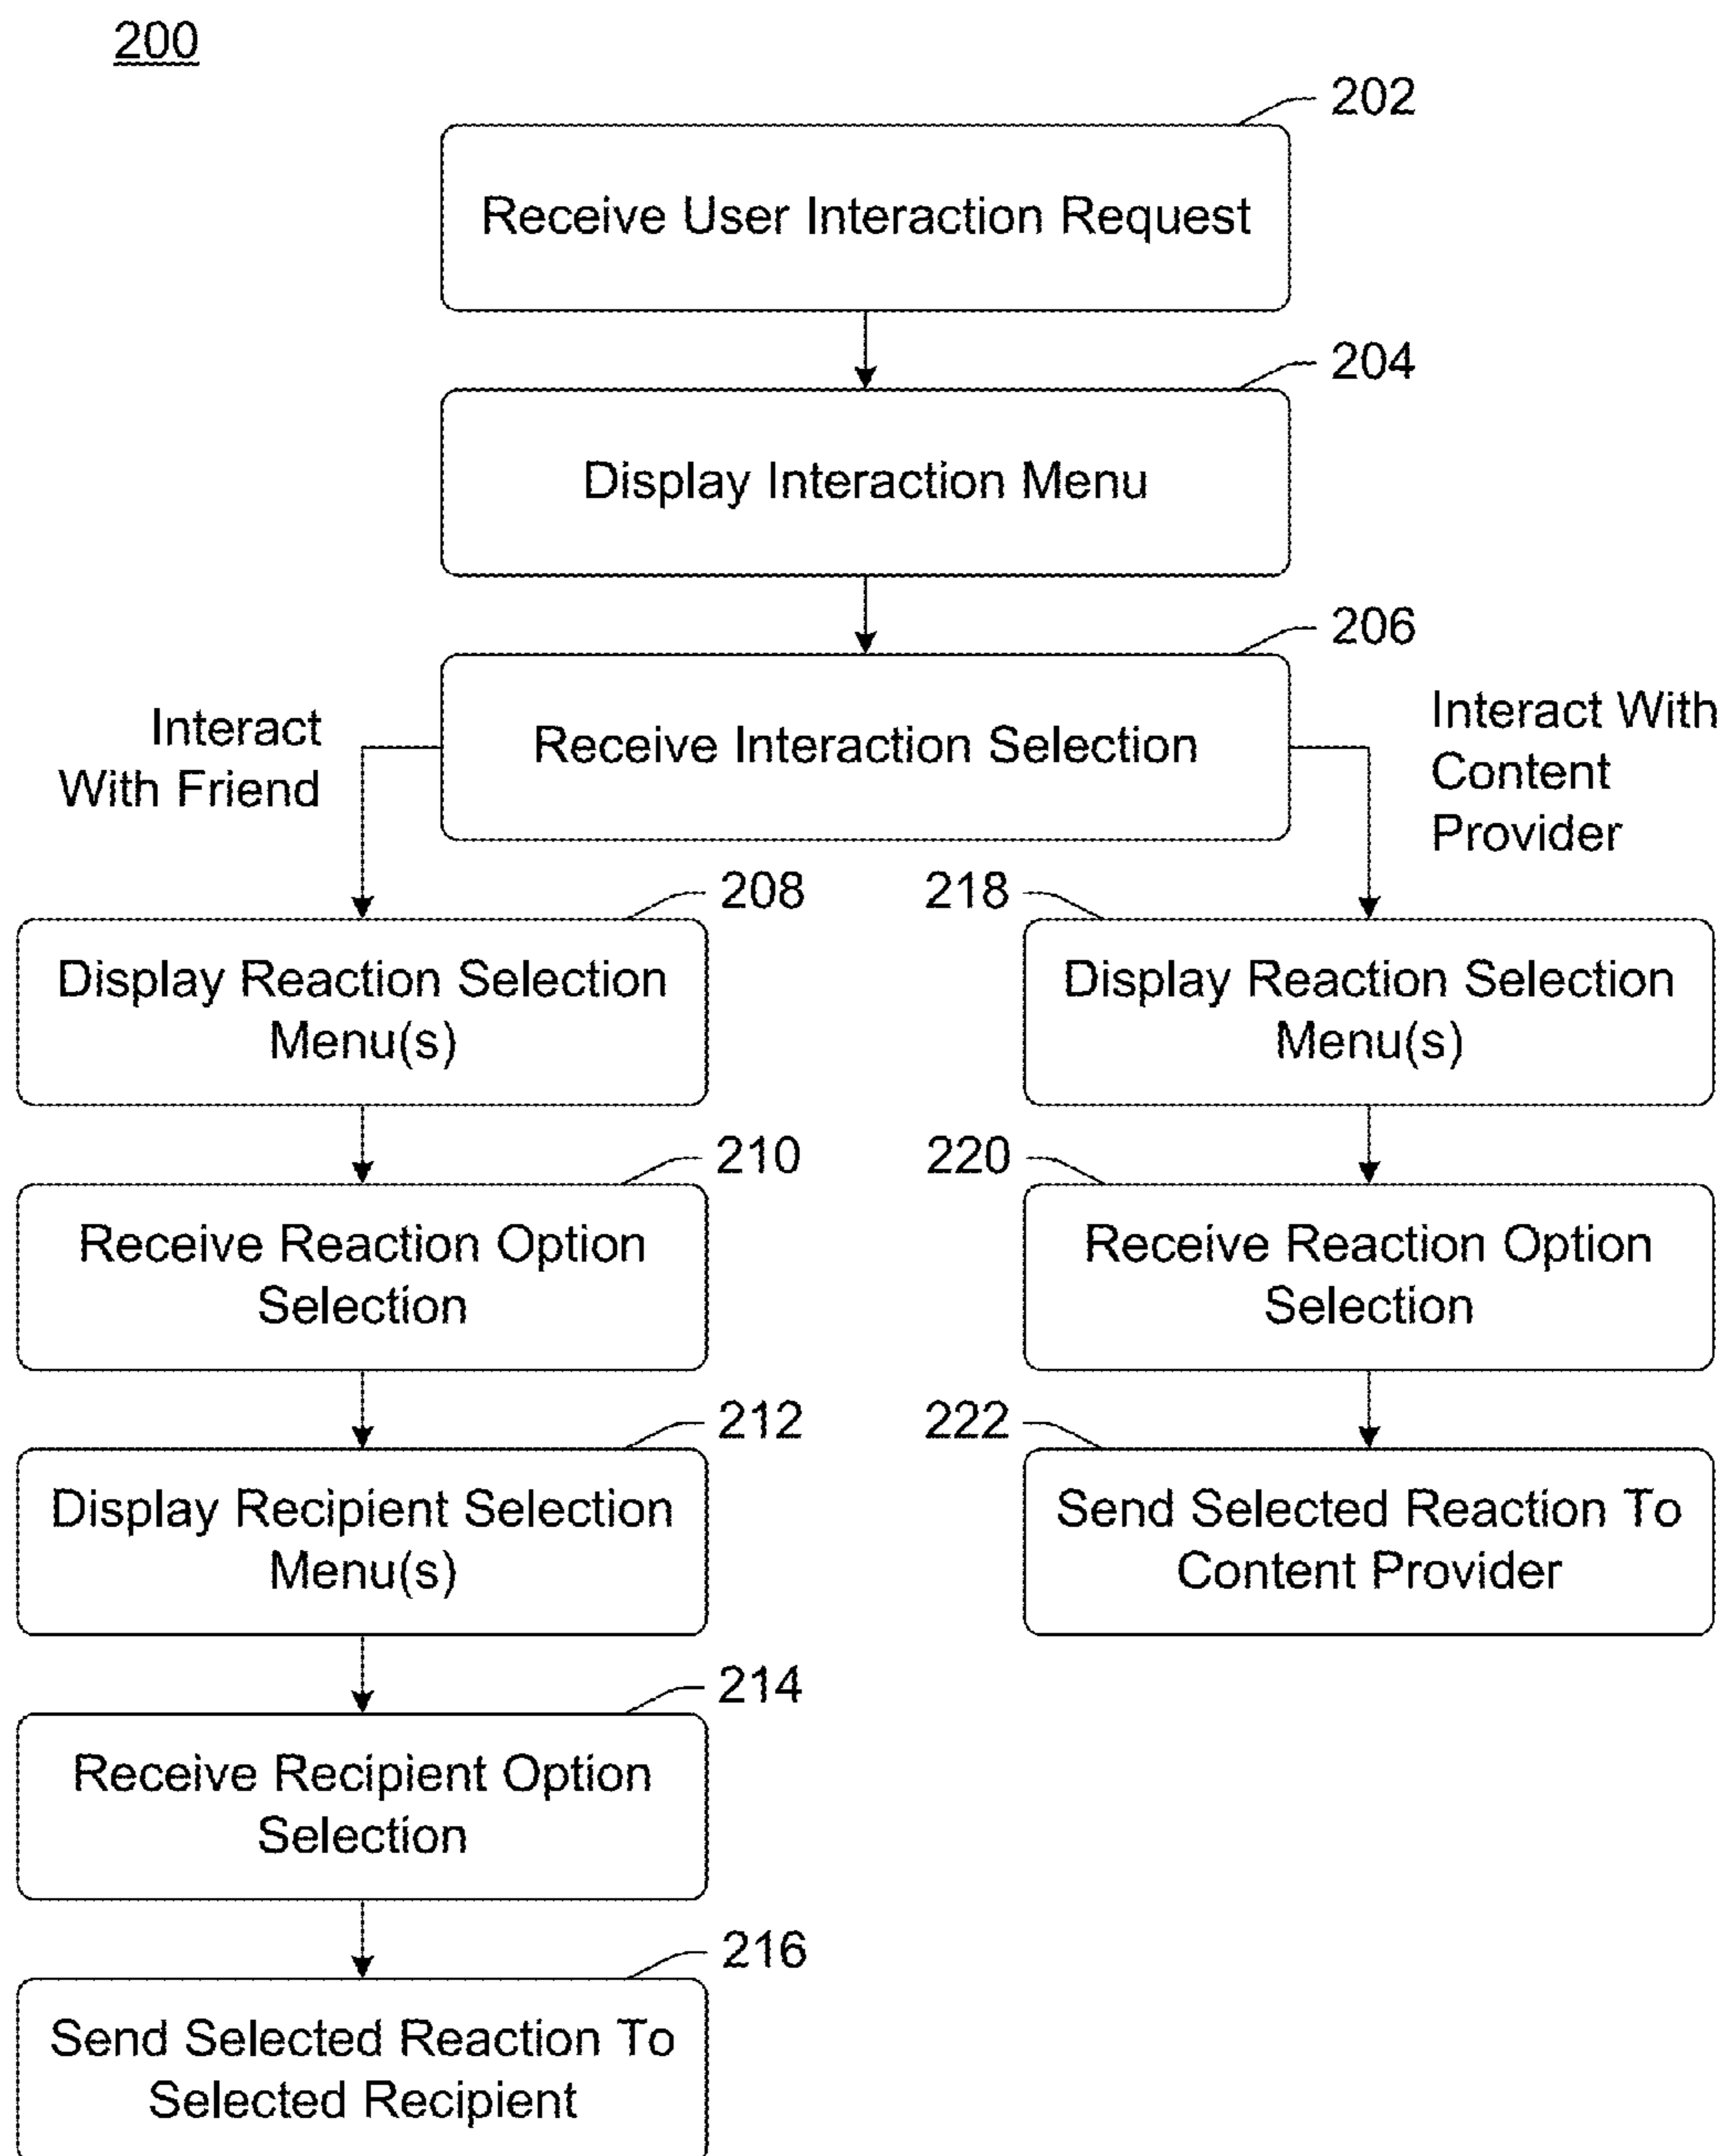 200
202
Receive User Interaction Request
204
Display Interaction Menu
206
Receive Interaction Selection
Interact
With Friend
Interact With
Content
Provider
208
Display Reaction Selection
Menu(s)
218
Display Reaction Selection
Menu(s)
210
Receive Reaction Option
Selection
220
Receive Reaction Option
Selection
212
Display Recipient Selection
Menu(s)
222
Send Selected Reaction To
Content Provider
214
Receive Recipient Option
Selection
216
Send Selected Reaction To
Selected Recipient